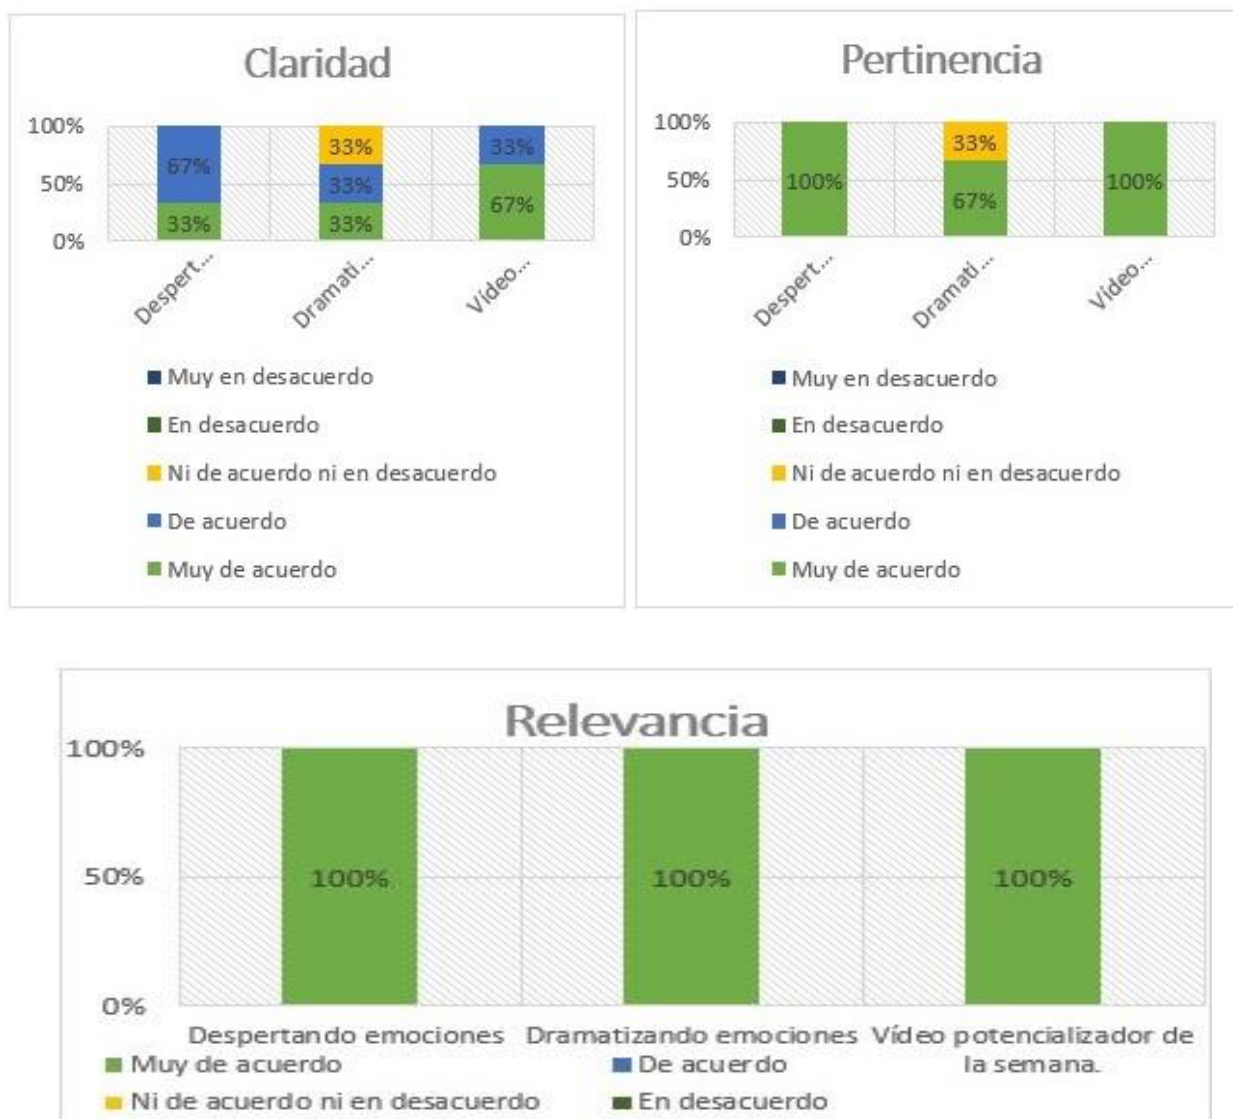 Claridad
100%
67%
33%
33%
50%
33%
67%
33%
33%
0%
Despert...
Dramati...
Vídeo...
Muy en desacuerdo
En desacuerdo
Ni de acuerdo ni en desacuerdo
De acuerdo
Muy de acuerdo
Pertinencia
100%
33%
50%
100%
100%
67%
0%
Despert...
Dramati...
Vídeo...
Muy en desacuerdo
En desacuerdo
Ni de acuerdo ni en desacuerdo
De acuerdo
Muy de acuerdo
Relevancia
100%
50%
100%
100%
100%
0%
Despertando emociones
Dramatizando emociones
Vídeo potencializador de
la semana.
Muy de acuerdo
De acuerdo
Ni de acuerdo ni en desacuerdo
En desacuerdo